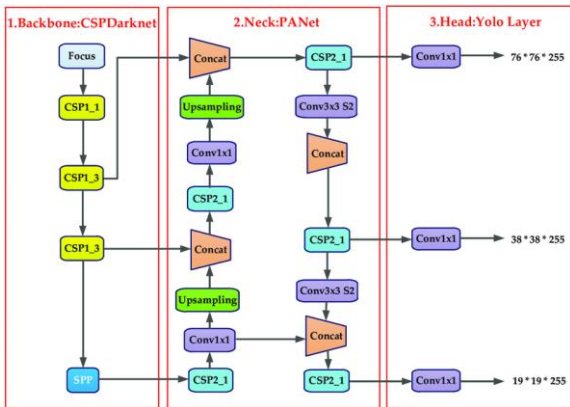 1.Backbone:CSPDarknet
Focus
CSP1_1
CSP1_3
CSP1_3
SPP
2.Neck:PANet
Concat
Upsampling
Conv1x1
CSP2_1
Concat
Upsampling
Conv1x1
CSP2_1
CSP2_1
Conv3x3 S2
Concat
CSP2_1
Conv3x3 S2
Concat
CSP2_1
3.Head:Yolo Layer
Conv1x1
76*76*255
Conv1x1
38*38*255
Conv1x1
19*19*255